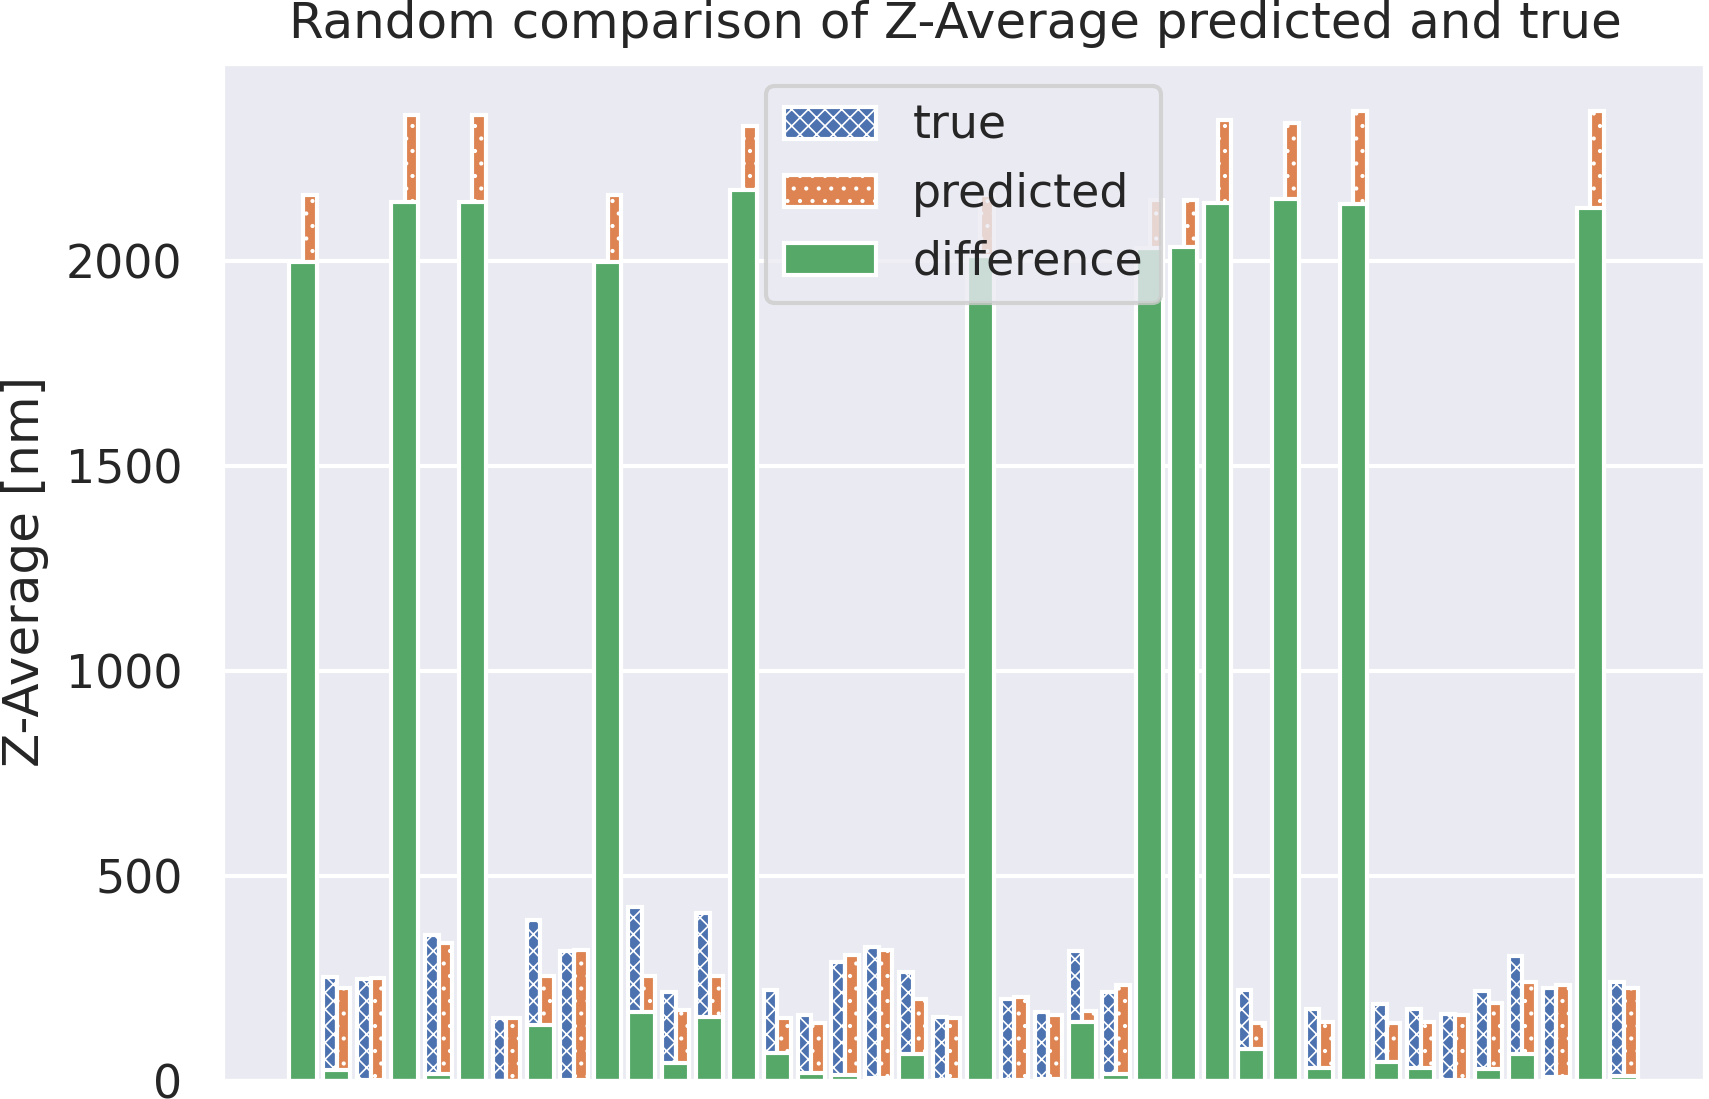 Random comparison of Z-Average predicted and true
true
predicted
difference
Z-Average [nm]
2000
1500
1000
500
0